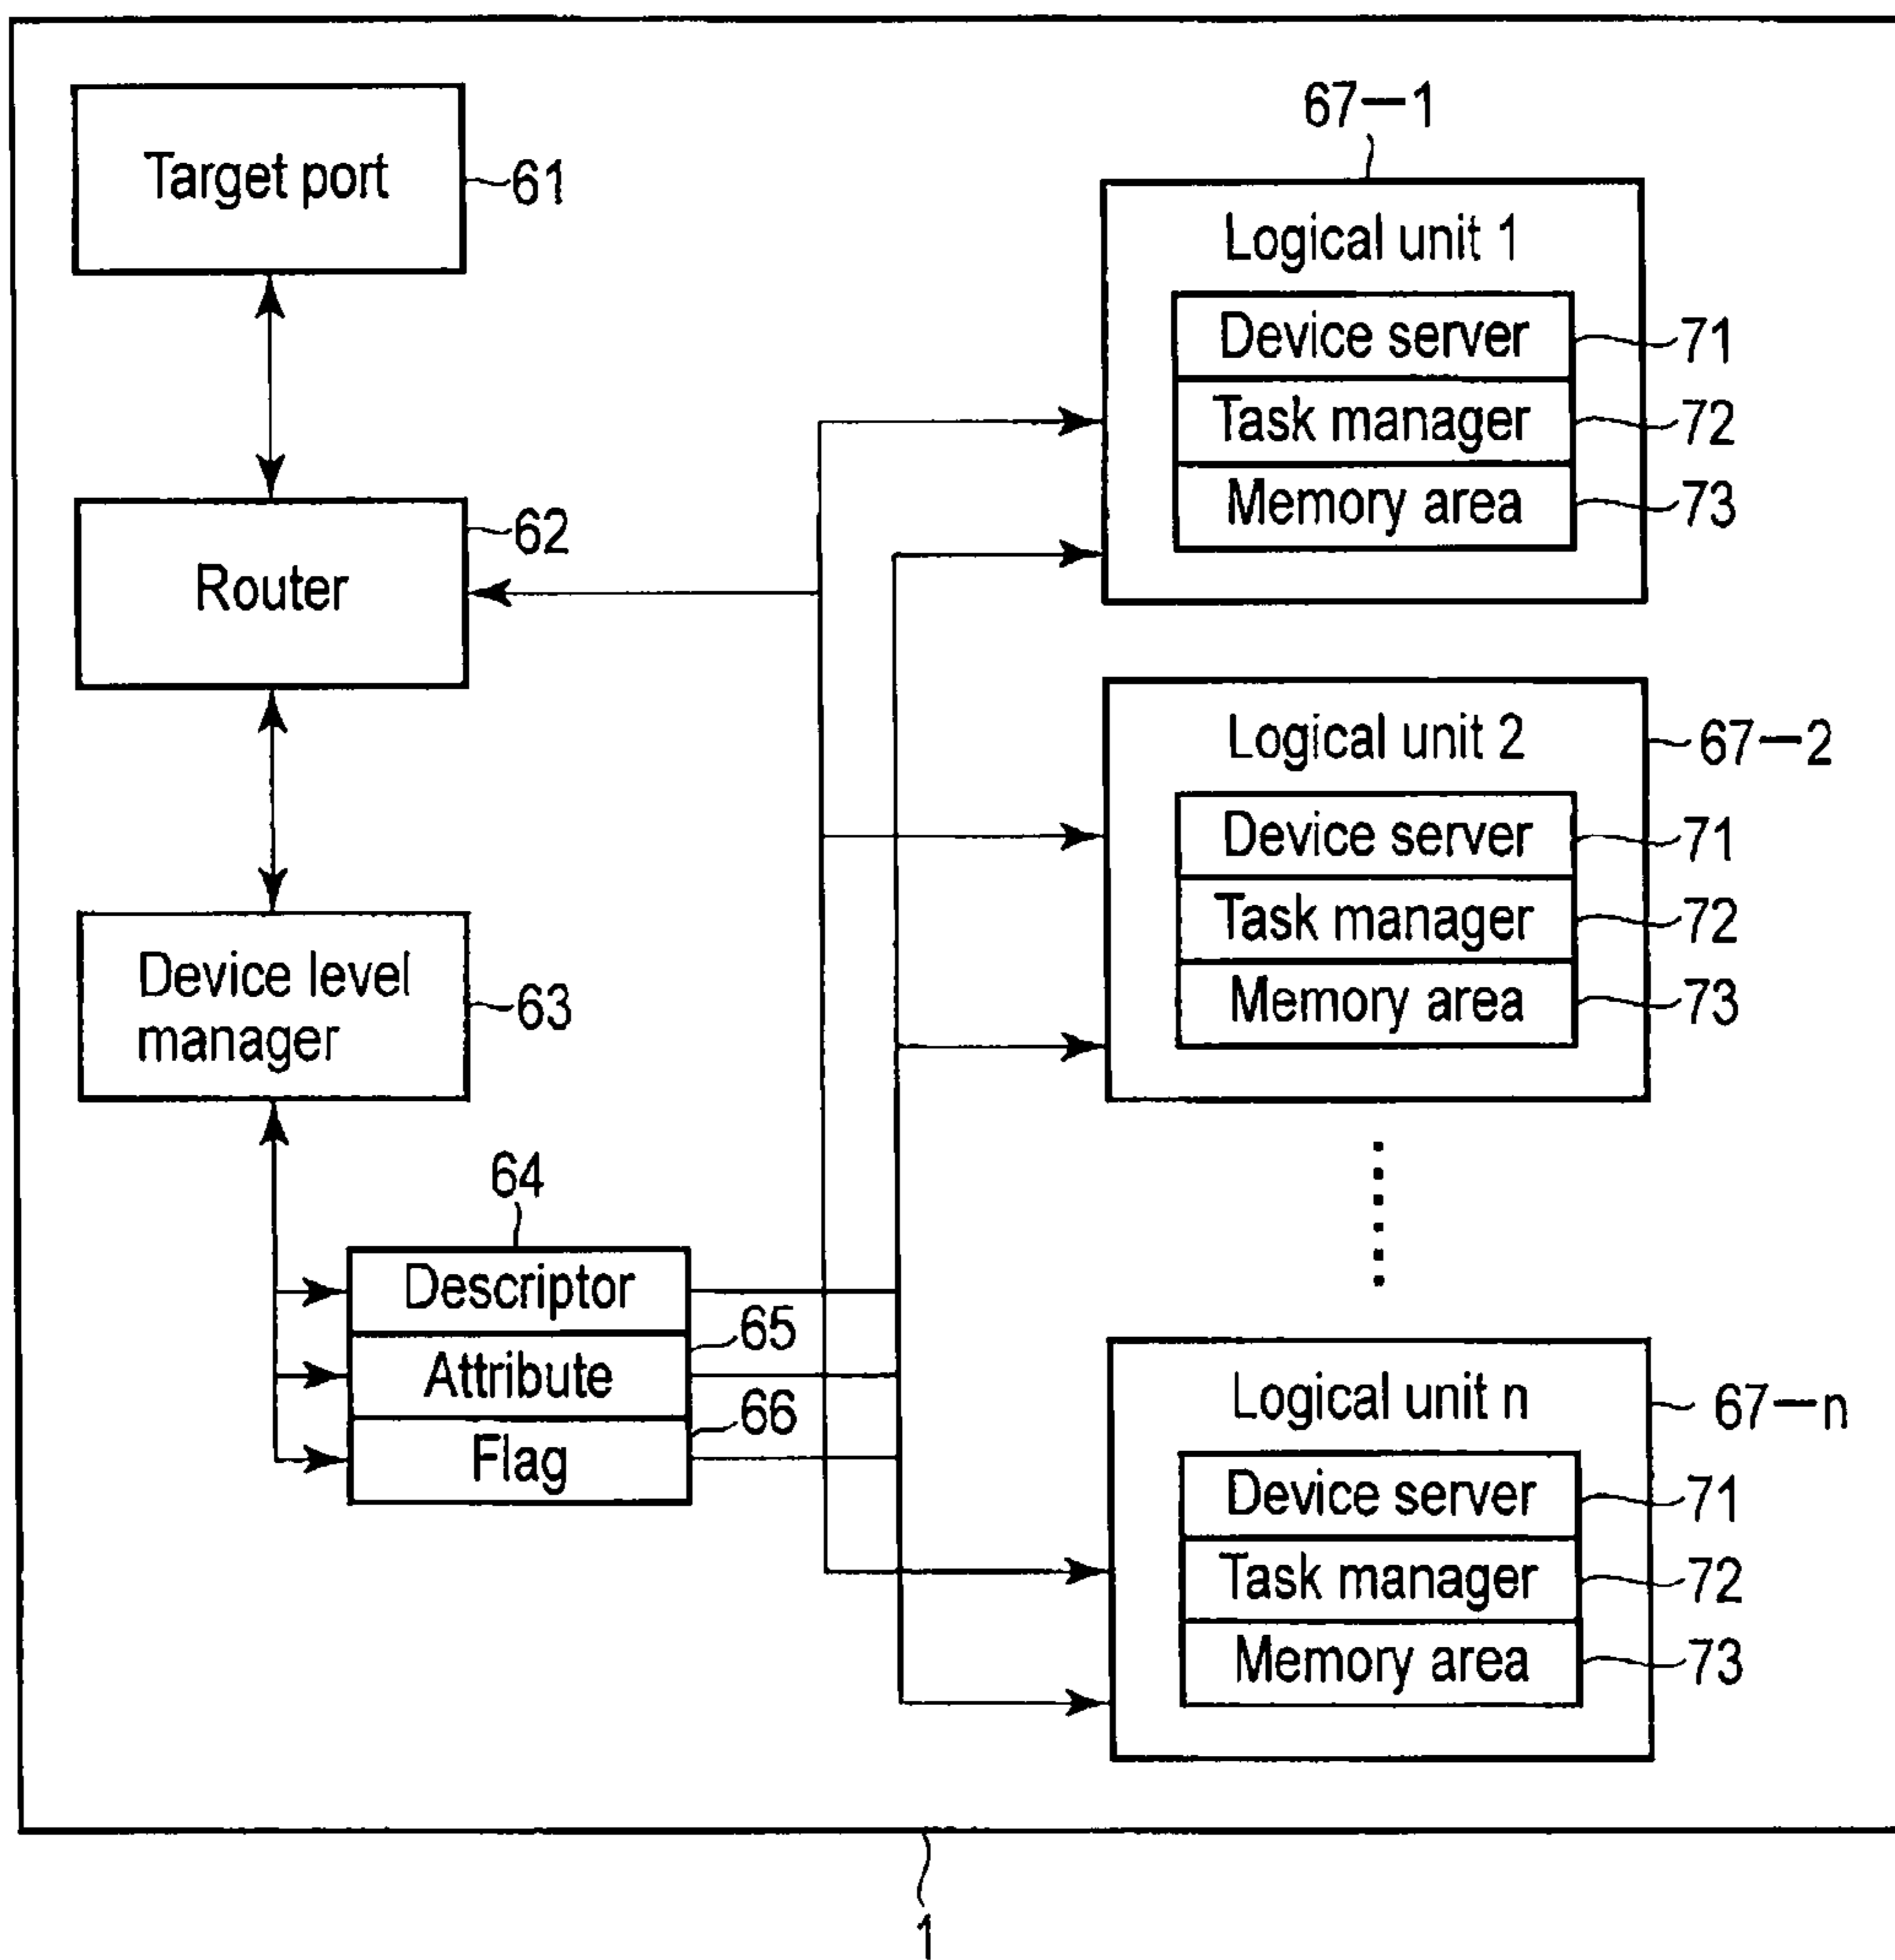 Target port
61
Router
62
Device level
manager
63
64
Descriptor
65
Attribute
66
Flag
67-1
Logical unit 1
Device server
71
Task manager
72
Memory area
73
Logical unit 2
67-2
Device server
71
Task manager
72
Memory area
73
Logical unit n
67-n
Device server
71
Task manager
72
Memory area
73
1